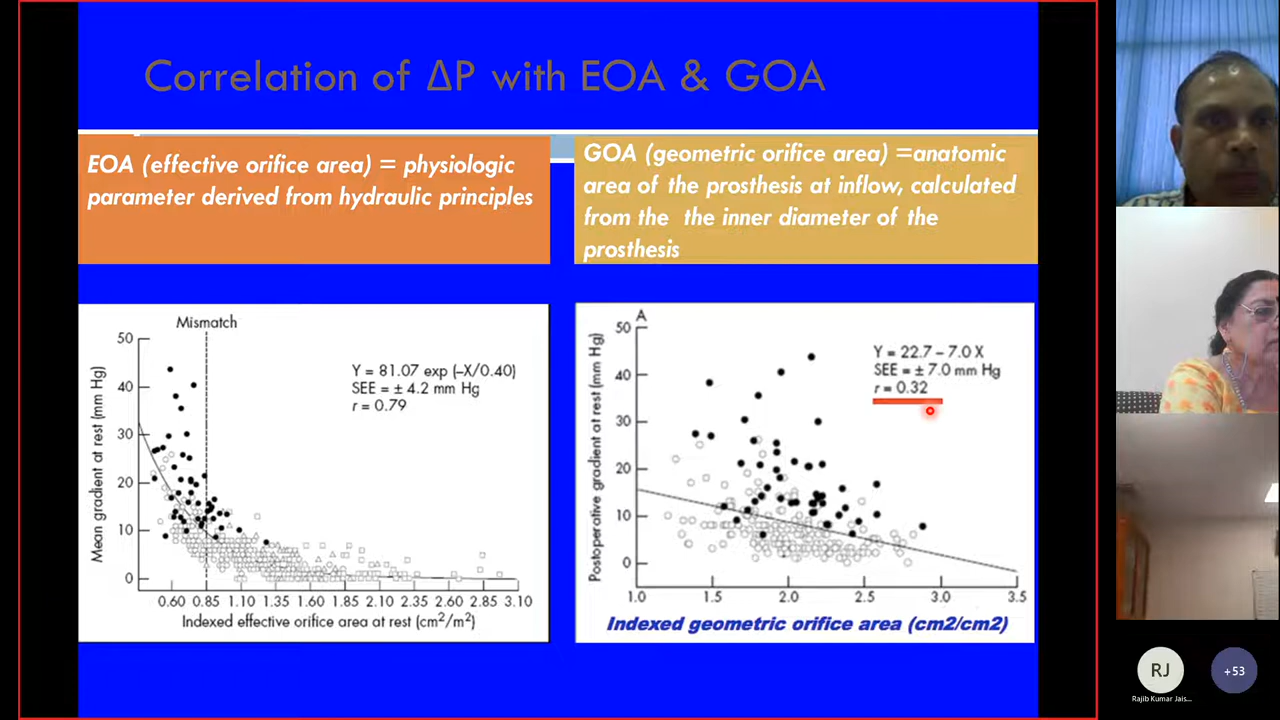 Correlation of ΔP with EOA & GOA
EOA (effective orifice area) = physiologic
parameter derived from hydraulic principles
GOA (geometric orifice area) =anatomic
area of the prosthesis at inflow, calculated
from the the inner diameter of the
prosthesis
Mismatch
50
40
30
20
10
0
Mean gradient at rest (mm Hg)
Y = 81.07 exp (–X/0.40)
SEE = ± 4.2 mm Hg
r = 0.79
0.60 0.85 1.10 1.35 1.60 1.85 2.10 2.35 2.60 2.85 3.10
Indexed effective orifice area at rest (cm²/m²)
A
50
40
30
20
10
0
Postoperative gradient at rest (mm Hg)
Y = 22.7 – 7.0 X
SEE = ± 7.0 mm Hg
r = 0.32
1.0 1.5 2.0 2.5 3.0 3.5
Indexed geometric orifice area (cm2/cm2)
RJ
+53
Rajib Kumar Jais...